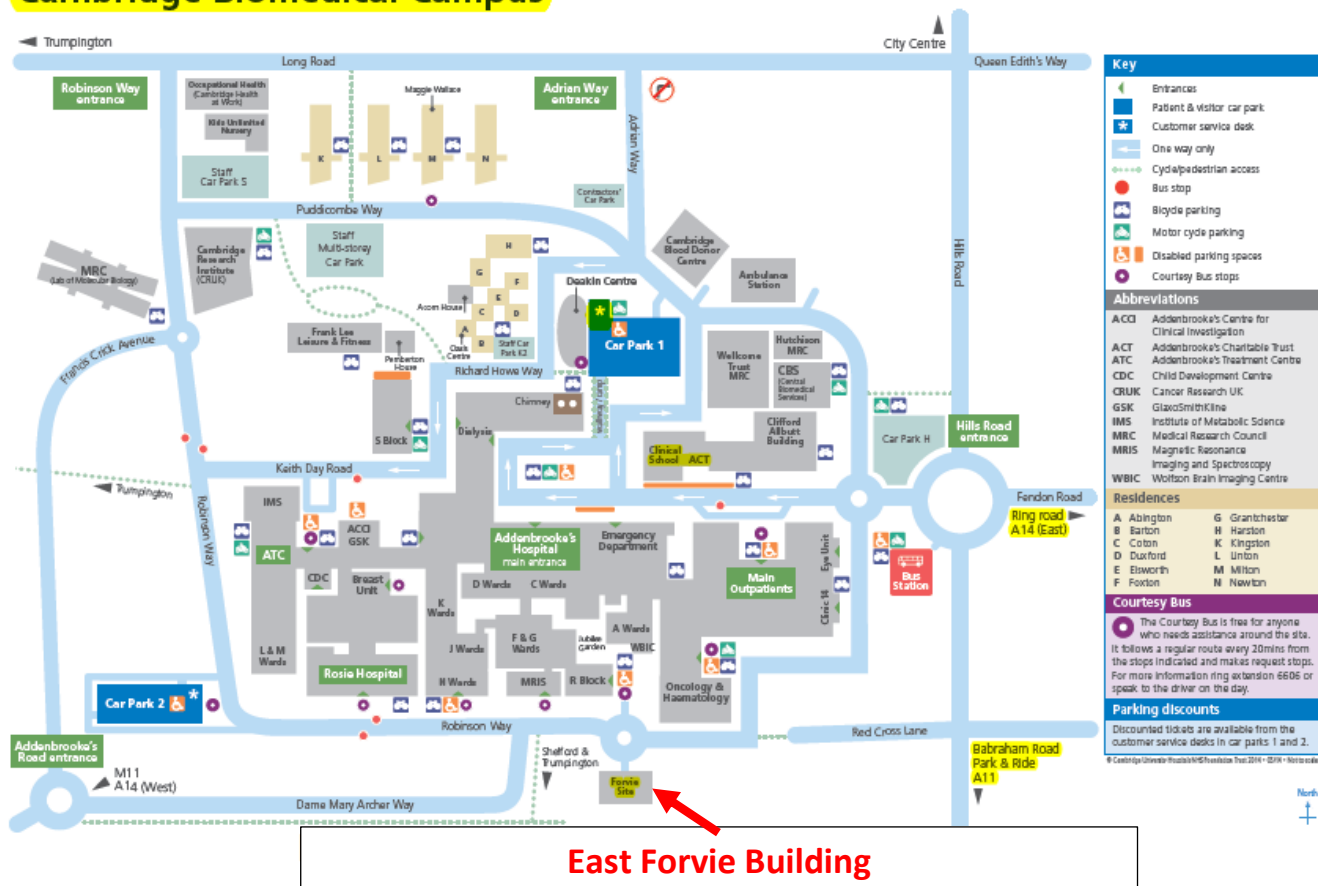 Cambridge Biomedical Campus
Trumpington
City Centre
Long Road
Queen Edith's Way
Robinson Way
entrance
Occupational Health
(Cambridge Health
at Work)
Kids Unlimited
Nursery
Staff
Car Park S
Maggie Wallace
K
L
M
N
Adrian Way
entrance
Adrian Way
Contractors'
Car Park
Puddicombe Way
Hills Road
MRC
(Lab of Molecular Biology)
Cambridge
Research
Institute
(CRUK)
Staff
Multi-storey
Car Park
H
G
F
E
C
D
A
B
Acorn House
Oasis
Centre
Staff Car
Park K2
Deakin Centre
Car Park 1
Cambridge
Blood Donor
Centre
Ambulance
Station
Francis Crick Avenue
Frank Lee
Leisure & Fitness
Pemberton
House
Richard Howe Way
Wellcome
Trust
MRC
Hutchison
MRC
CBS
(Central
Biomedical
Services)
Clifford
Allbutt
Building
Chimney
walkway / ramp
S Block
Dialysis
Clinical
School ACT
Car Park H
Hills Road
entrance
Keith Day Road
Trumpington
Robinson Way
Fendon Road
Ring road
A14 (East)
IMS
ATC
ACCI
GSK
CDC
Breast
Unit
Addenbrooke's
Hospital
main entrance
Emergency
Department
Main
Outpatients
Eye Unit
Clinic 14
Bus
Station
D Wards
C Wards
K
Wards
A Wards
WBIC
Jubilee
Garden
F & G
Wards
J Wards
L & M
Wards
Rosie Hospital
N Wards
MRIS
R Block
Oncology &
Haematology
Car Park 2
Robinson Way
Red Cross Lane
Addenbrooke's
Road entrance
M11
A14 (West)
Shelford &
Trumpington
Forvie
Site
Babraham Road
Park & Ride
A11
Dame Mary Archer Way
East Forvie Building
Key
Entrances
Patient & visitor car park
Customer service desk
One way only
Cycle/pedestrian access
Bus stop
Bicycle parking
Motor cycle parking
Disabled parking spaces
Courtesy Bus stops
Abbreviations
ACCI Addenbrooke's Centre for
Clinical Investigation
ACT Addenbrooke's Charitable Trust
ATC Addenbrooke's Treatment Centre
CDC Child Development Centre
CRUK Cancer Research UK
GSK GlaxoSmithKline
IMS Institute of Metabolic Science
MRC Medical Research Council
MRIS Magnetic Resonance
Imaging and Spectroscopy
WBIC Wolfson Brain Imaging Centre
Residences
A Abington G Grantchester
B Barton H Harston
C Coton K Kingston
D Duxford L Linton
E Elsworth M Milton
F Foxton N Newton
Courtesy Bus
The Courtesy Bus is free for anyone
who needs assistance around the site.
It follows a regular route every 20mins from
the stops indicated and makes request stops.
For more information ring extension 6606 or
speak to the driver on the day.
Parking discounts
Discounted tickets are available from the
customer service desks in car parks 1 and 2.
© Cambridge University Hospitals NHS Foundation Trust 2014 • Not to scale
North